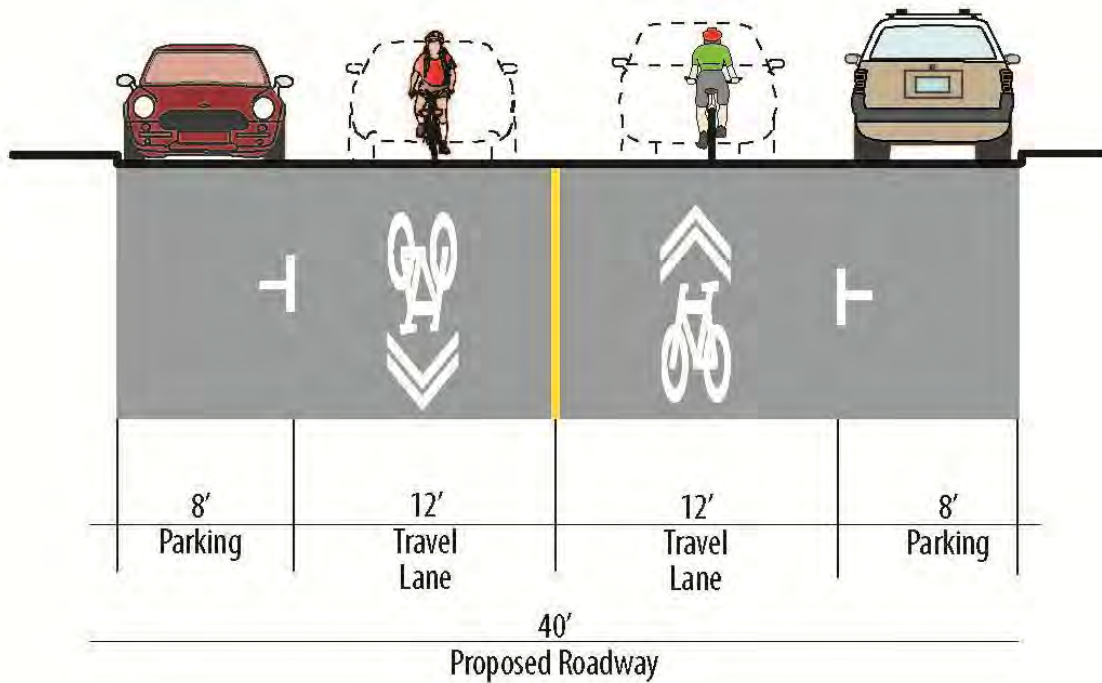 8' 12' 12' 8'
Parking Travel Lane Travel Lane Parking
40'
Proposed Roadway